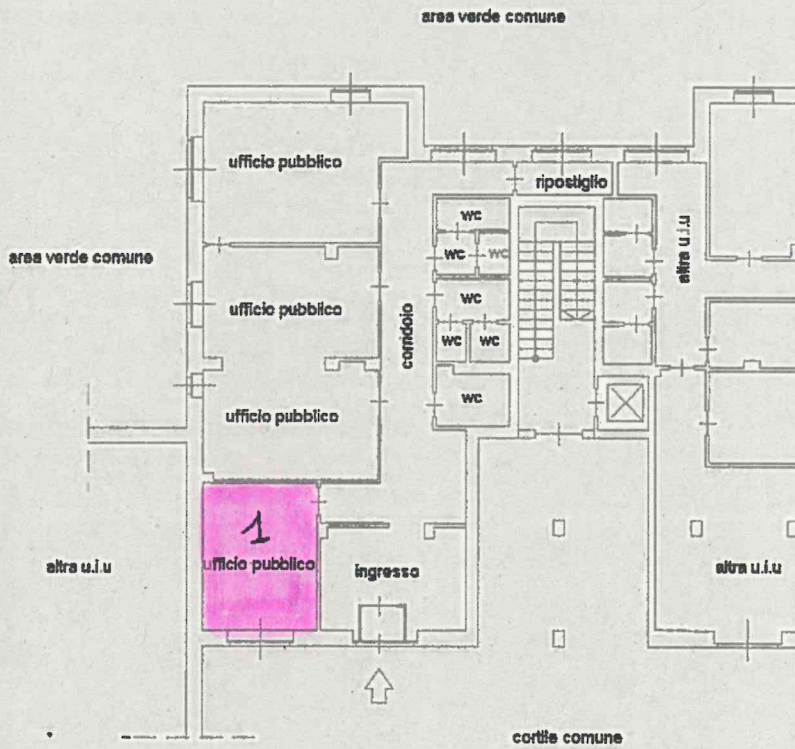 area verde comune
ufficio pubblico
ripostiglio
wc
wc
wc
altra u.i.u
area verde comune
ufficio pubblico
wc
corridoio
wc
wc
wc
ufficio pubblico
1
ufficio pubblico
ingresso
altra u.i.u
altra u.i.u
cortile comune